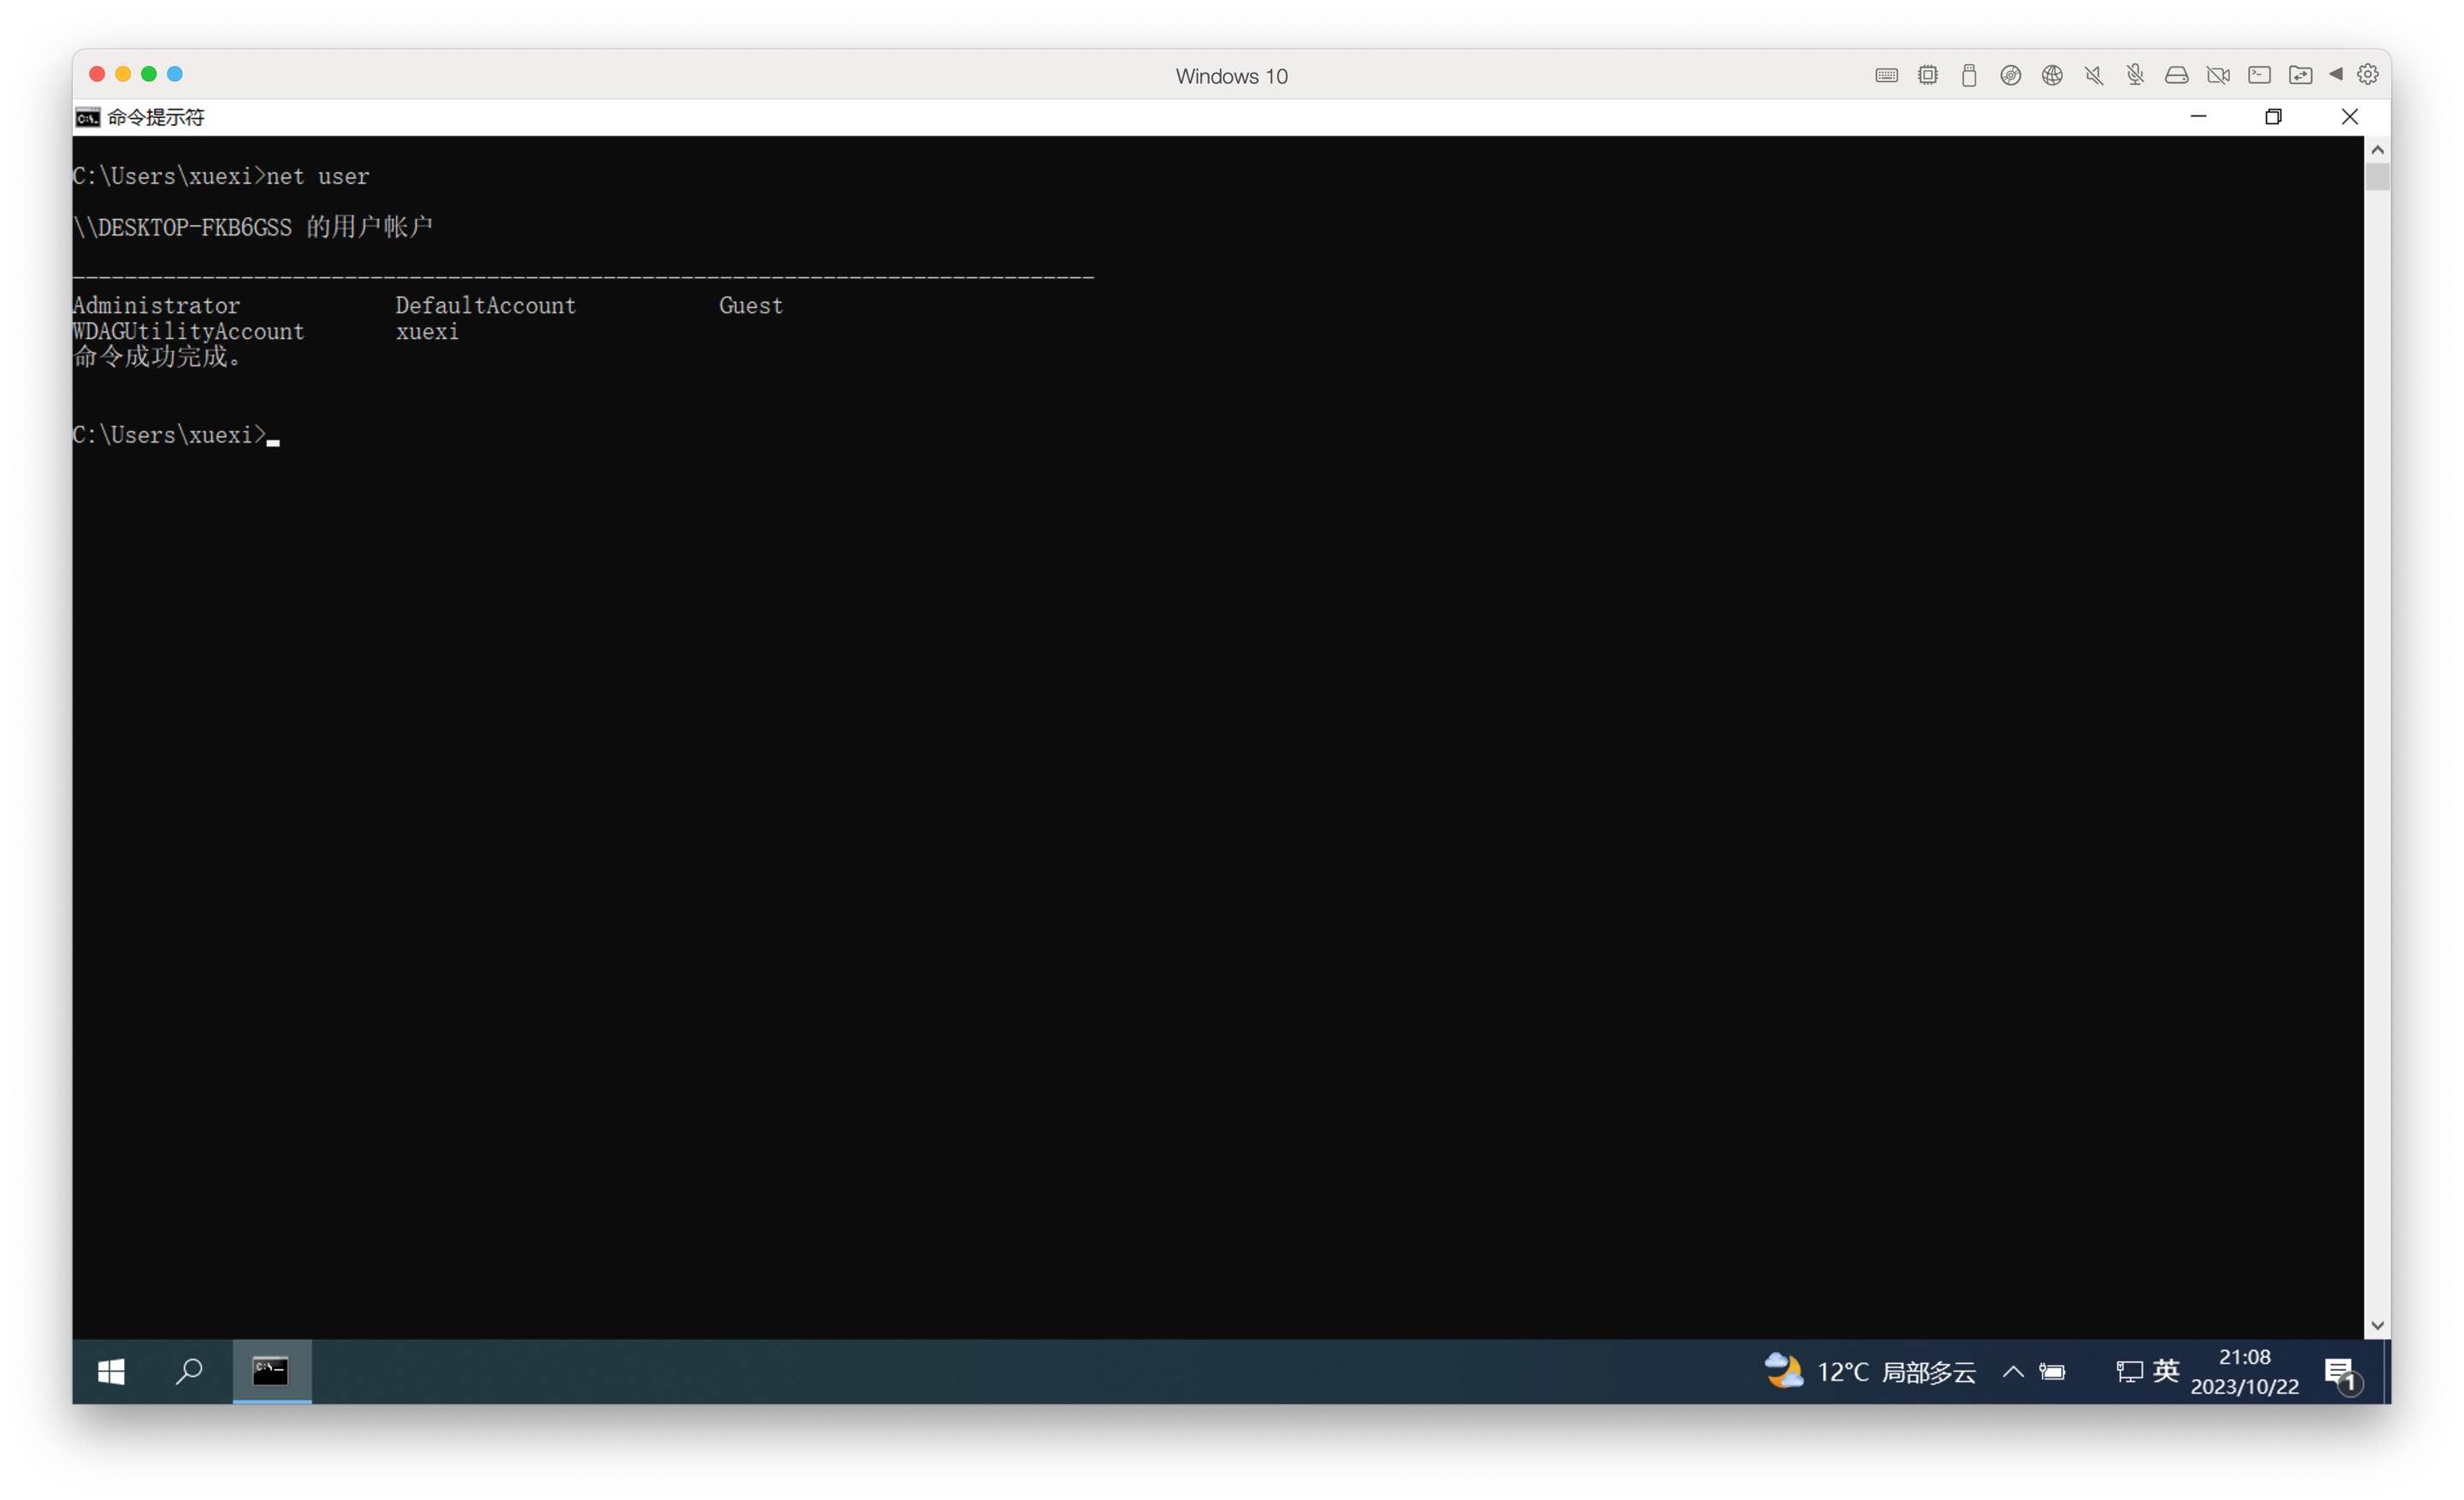 Windows 10
命令提示符
C:\Users\xuexi>net user
\\DESKTOP-FKB6GSS 的用户帐户
-------------------------------------------------------------------------------
Administrator            DefaultAccount           Guest
WDAGUtilityAccount       xuexi
命令成功完成。
C:\Users\xuexi>
12°C 局部多云
英
21:08
2023/10/22
1